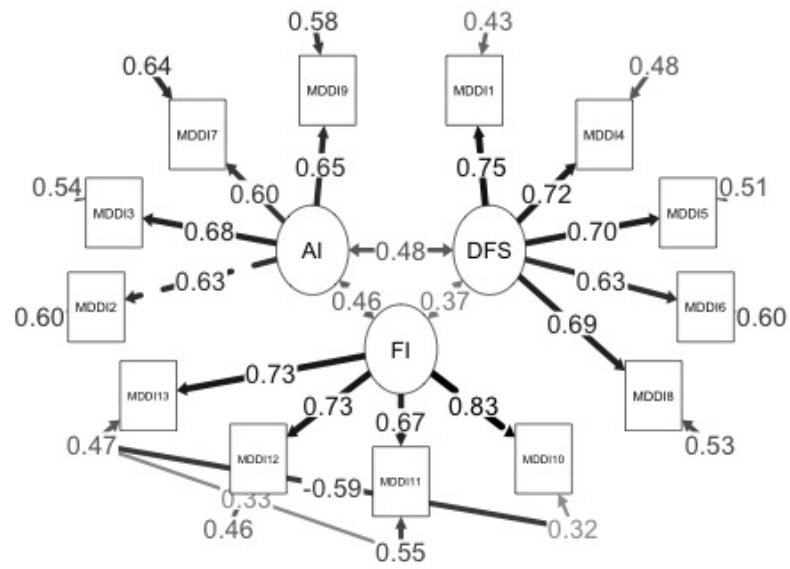 0.58
0.43
0.64
MDDI9
MDDI1
0.48
MDDI7
MDDI4
0.65
0.75
0.54
0.60
0.72
0.51
MDDI3
0.68
0.70
MDDI5
AI
0.48
DFS
0.63
0.63
0.60
MDDI2
0.46
0.37
MDDI6
0.60
0.69
FI
0.73
MDDI13
0.73
0.67
0.83
MDDI8
0.47
0.53
MDDI12
MDDI11
MDDI10
-0.59
0.33
0.46
0.32
0.55